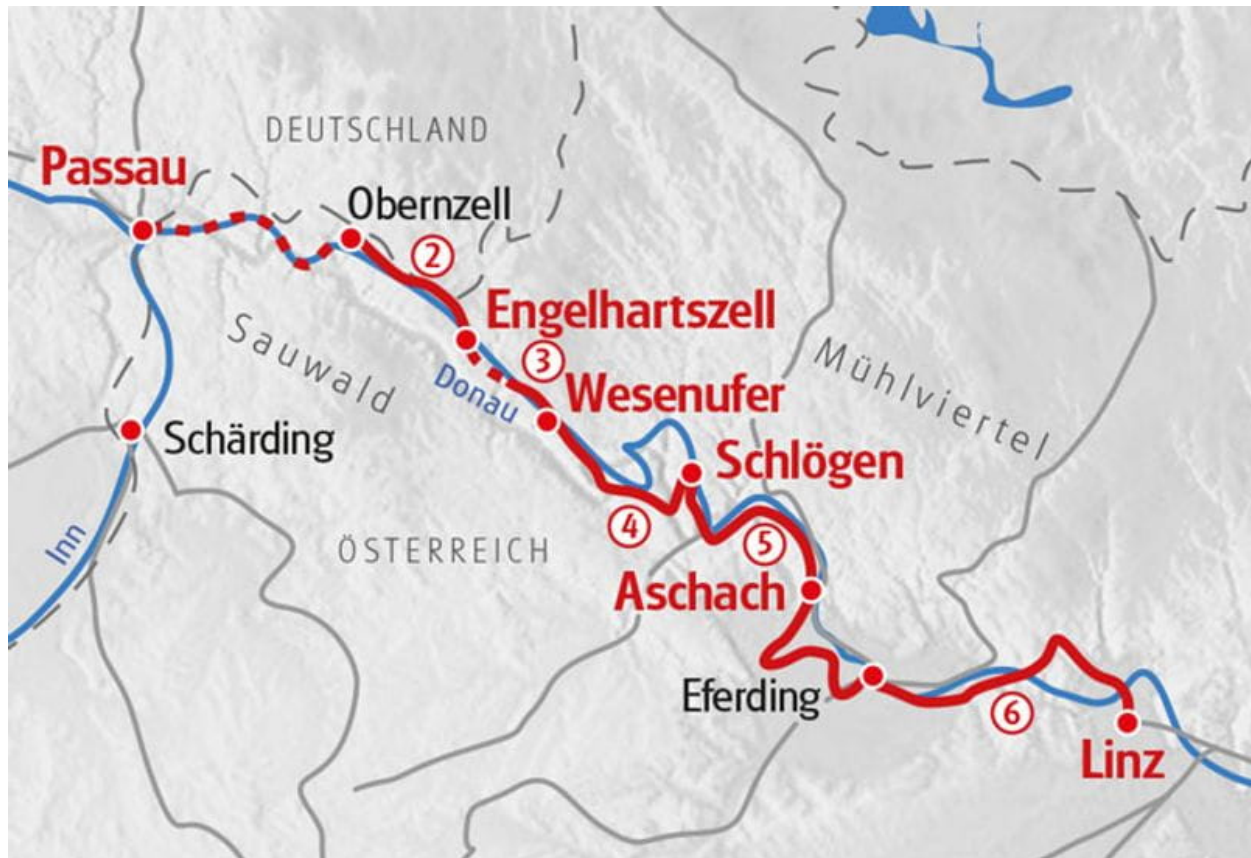 DEUTSCHLAND
Passau
Obernzell
②
Engelhartszell
Sauwald
③
Donau
Wesenufer
Mühlviertel
Schärding
Schlögen
④
⑤
Inn
ÖSTERREICH
Aschach
Eferding
⑥
Linz